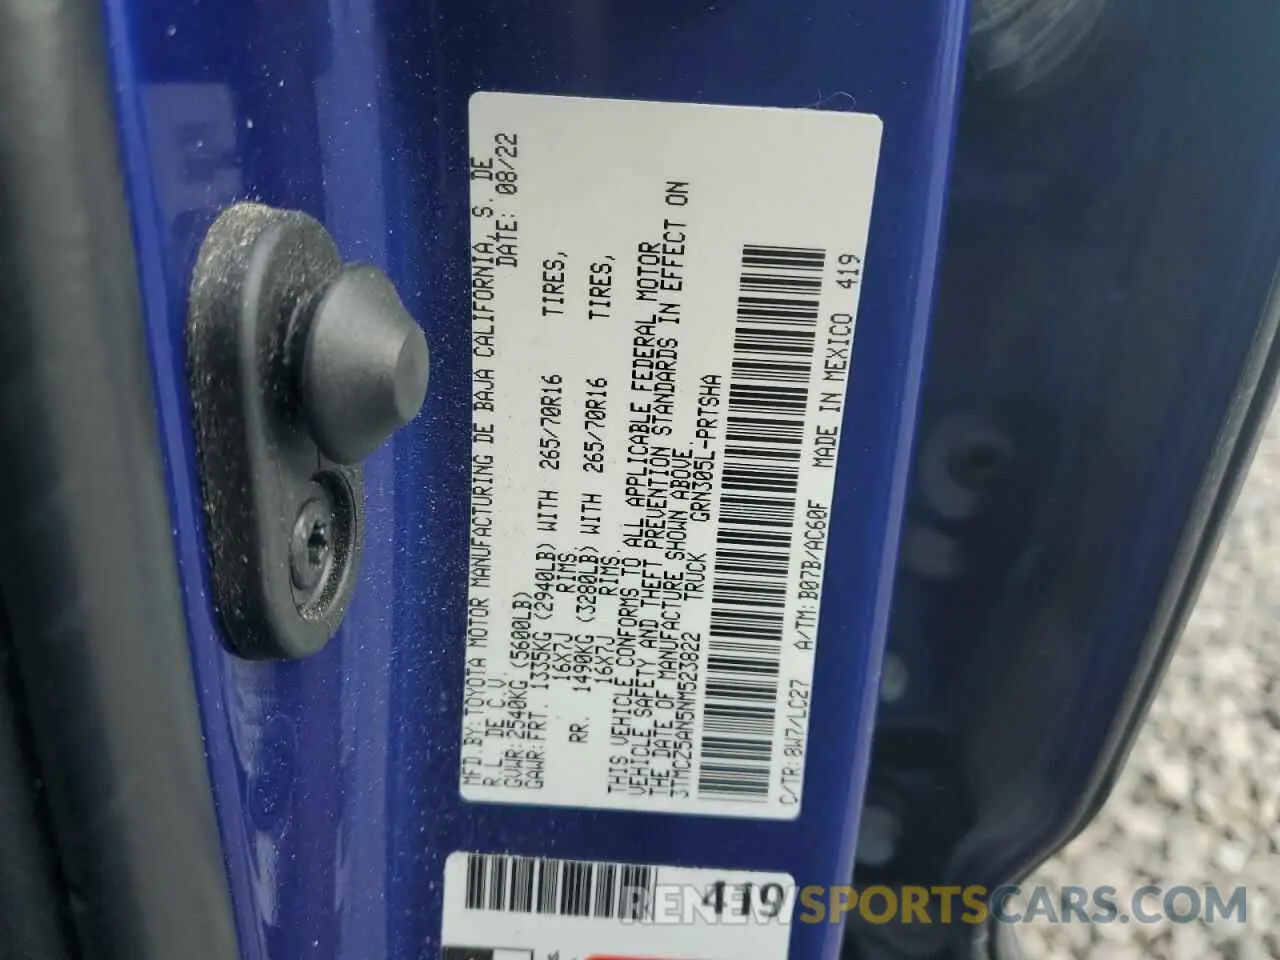 MFD.BY:TOYOTA MOTOR MANUFACTURING DE BAJA CALIFORNIA, S. DE
R.L. DE C.V. DATE: 08/22
GVWR:2540KG (5600LB)
GAWR:FRT. 1335KG (2940LB) WITH 265/70R16 TIRES,
16X7J RIMS,
RR. 1490KG (3280LB) WITH 265/70R16 TIRES,
16X7J RIMS.
THIS VEHICLE CONFORMS TO ALL APPLICABLE FEDERAL MOTOR
VEHICLE SAFETY AND THEFT PREVENTION STANDARDS IN EFFECT ON
THE DATE OF MANUFACTURE SHOWN ABOVE.
3TMCZ5AN5NM523822 TRUCK GRN305L-PRTSHA
C/TR: 8W7/LC27 A/TM: B07B/AC60F MADE IN MEXICO 419
419
RENEWSPORTSCARS.COM